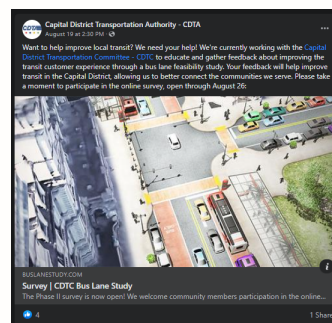 Capital District Transportation Authority - CDTA
August 19 at 2:30 PM ·
Want to help improve local transit? We need your help! We're currently working with the Capital
District Transportation Committee - CDTC to educate and gather feedback about improving the
transit customer experience through a bus lane feasibility study. Your feedback will help improve
transit in the Capital District, allowing us to better connect the communities we serve. Please take
a moment to participate in the online survey, open through August 26:
BUSLANESTUDY.COM
Survey | CDTC Bus Lane Study
The Phase II survey is now open! We welcome community members participation in the online...
4
1 Share